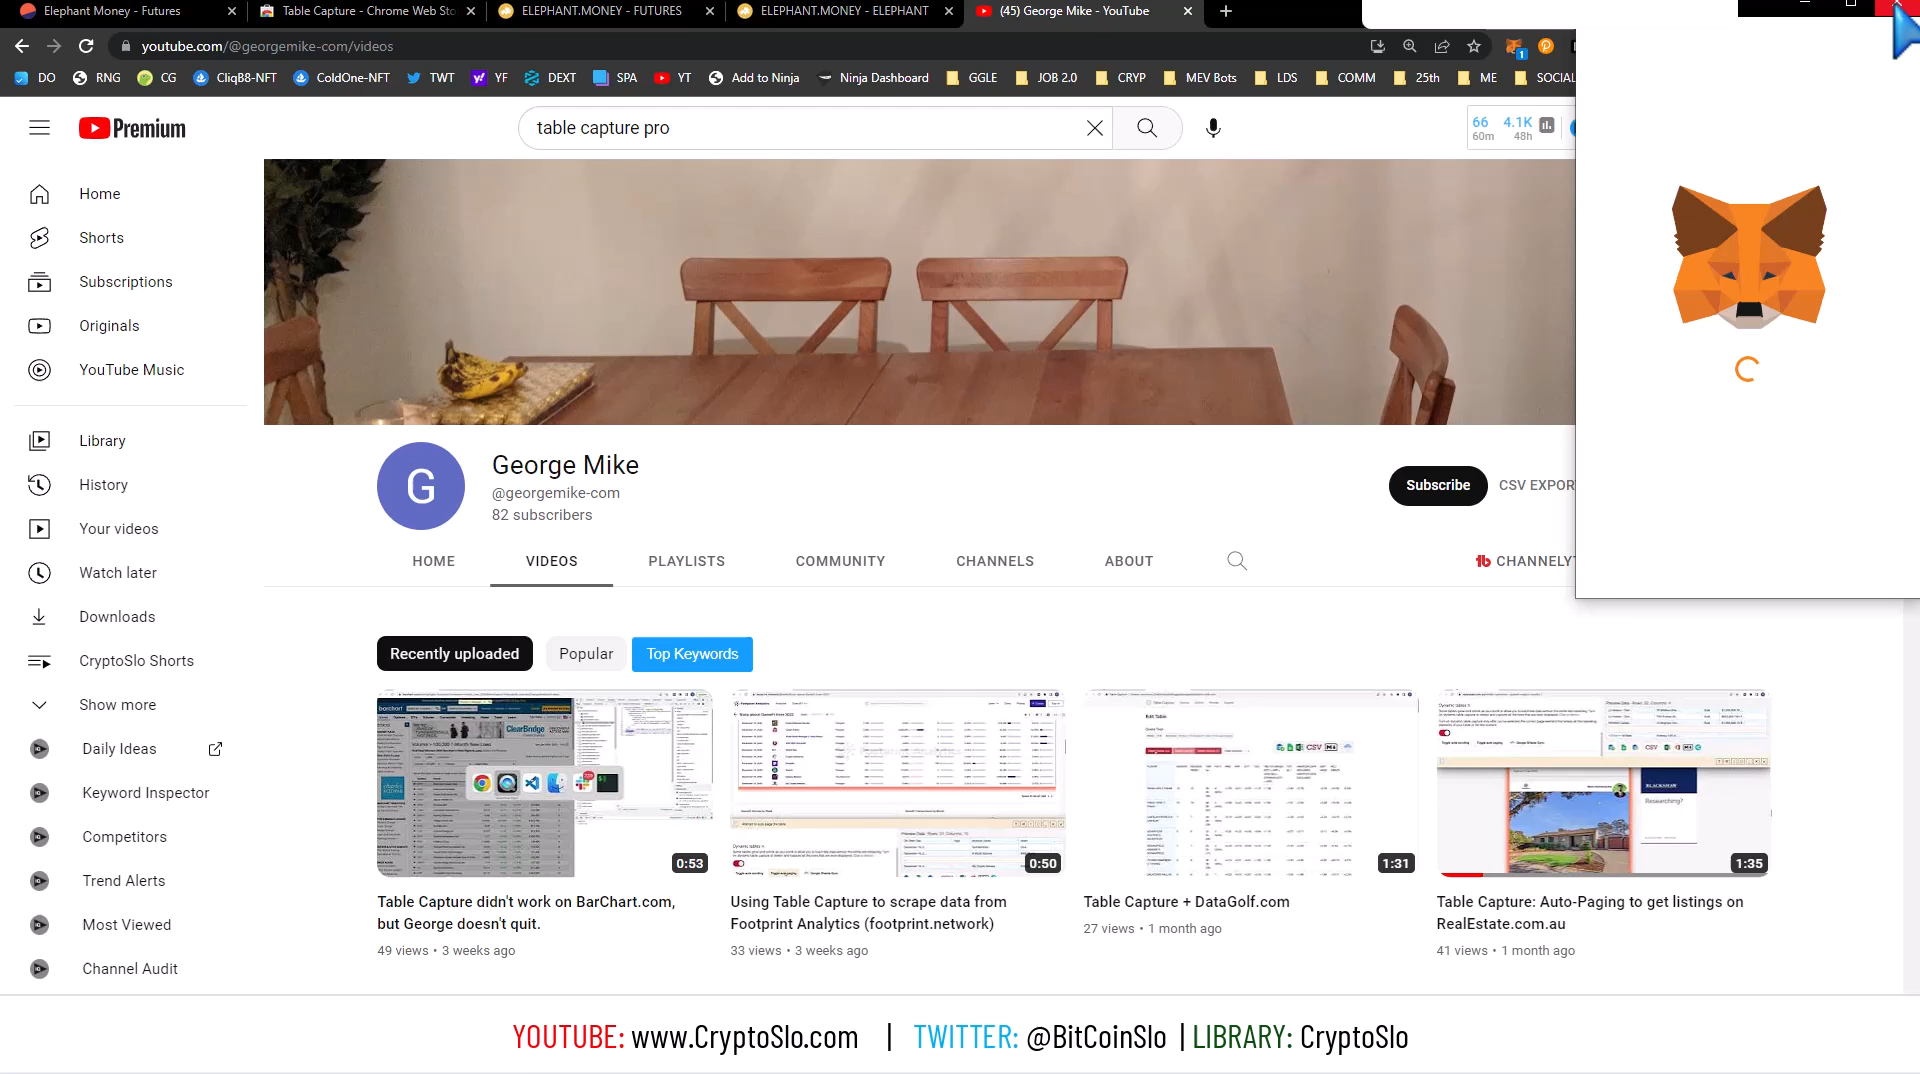 Elephant Money - Futures
Table Capture - Chrome Web Sto
ELEPHANT.MONEY - FUTURES
ELEPHANT.MONEY - ELEPHANT
(45) George Mike - YouTube
youtube.com/@georgemike-com/videos
1
DO RNG CG CliqB8-NFT ColdOne-NFT TWT YF DEXT SPA YT Add to Ninja Ninja Dashboard GGLE JOB 2.0 CRYP MEV Bots LDS COMM 25th ME SOCIAL
Premium
table capture pro
66 4.1K
60m 48h
Home
Shorts
Subscriptions
Originals
YouTube Music
Library
History
Your videos
Watch later
Downloads
CryptoSlo Shorts
Show more
Daily Ideas
Keyword Inspector
Competitors
Trend Alerts
Most Viewed
Channel Audit
G
George Mike
@georgemike-com
82 subscribers
Subscribe
CSV EXPOR
HOME VIDEOS PLAYLISTS COMMUNITY CHANNELS ABOUT
CHANNELYT
Recently uploaded Popular Top Keywords
0:53
0:50
1:31
1:35
Table Capture didn't work on BarChart.com,
but George doesn't quit.
49 views • 3 weeks ago
Using Table Capture to scrape data from
Footprint Analytics (footprint.network)
33 views • 3 weeks ago
Table Capture + DataGolf.com
27 views • 1 month ago
Table Capture: Auto-Paging to get listings on
RealEstate.com.au
41 views • 1 month ago
YOUTUBE: www.CryptoSlo.com | TWITTER: @BitCoinSlo | LIBRARY: CryptoSlo